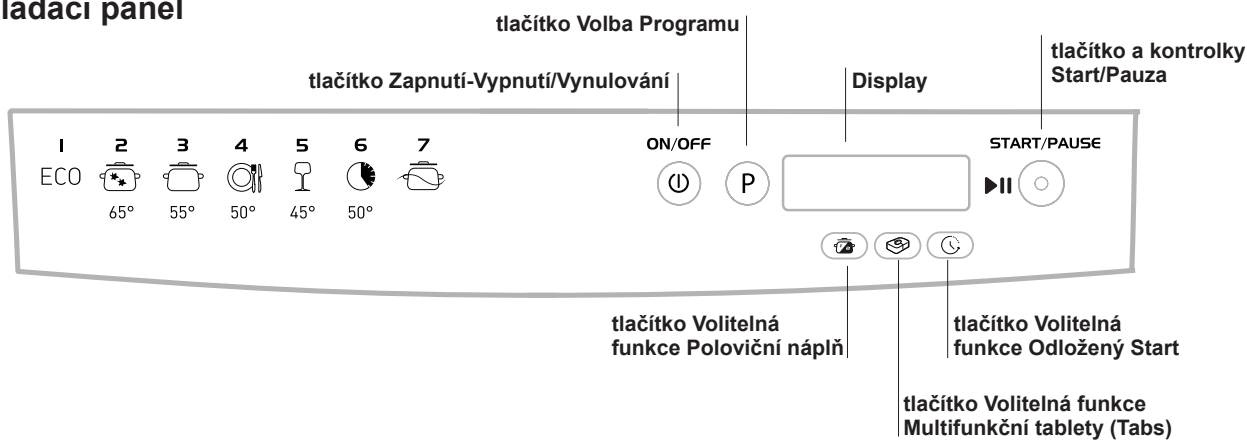 ládací panel
tlačítko Volba Programu
tlačítko a kontrolky
Start/Pauza
tlačítko Zapnutí-Vypnutí/Vynulování
Display
1 2 3 4 5 6 7
ECO
65° 55° 50° 45° 50°
ON/OFF
P
START/PAUSE
tlačítko Volitelná
funkce Poloviční náplň
tlačítko Volitelná
funkce Odložený Start
tlačítko Volitelná funkce
Multifunkční tablety (Tabs)